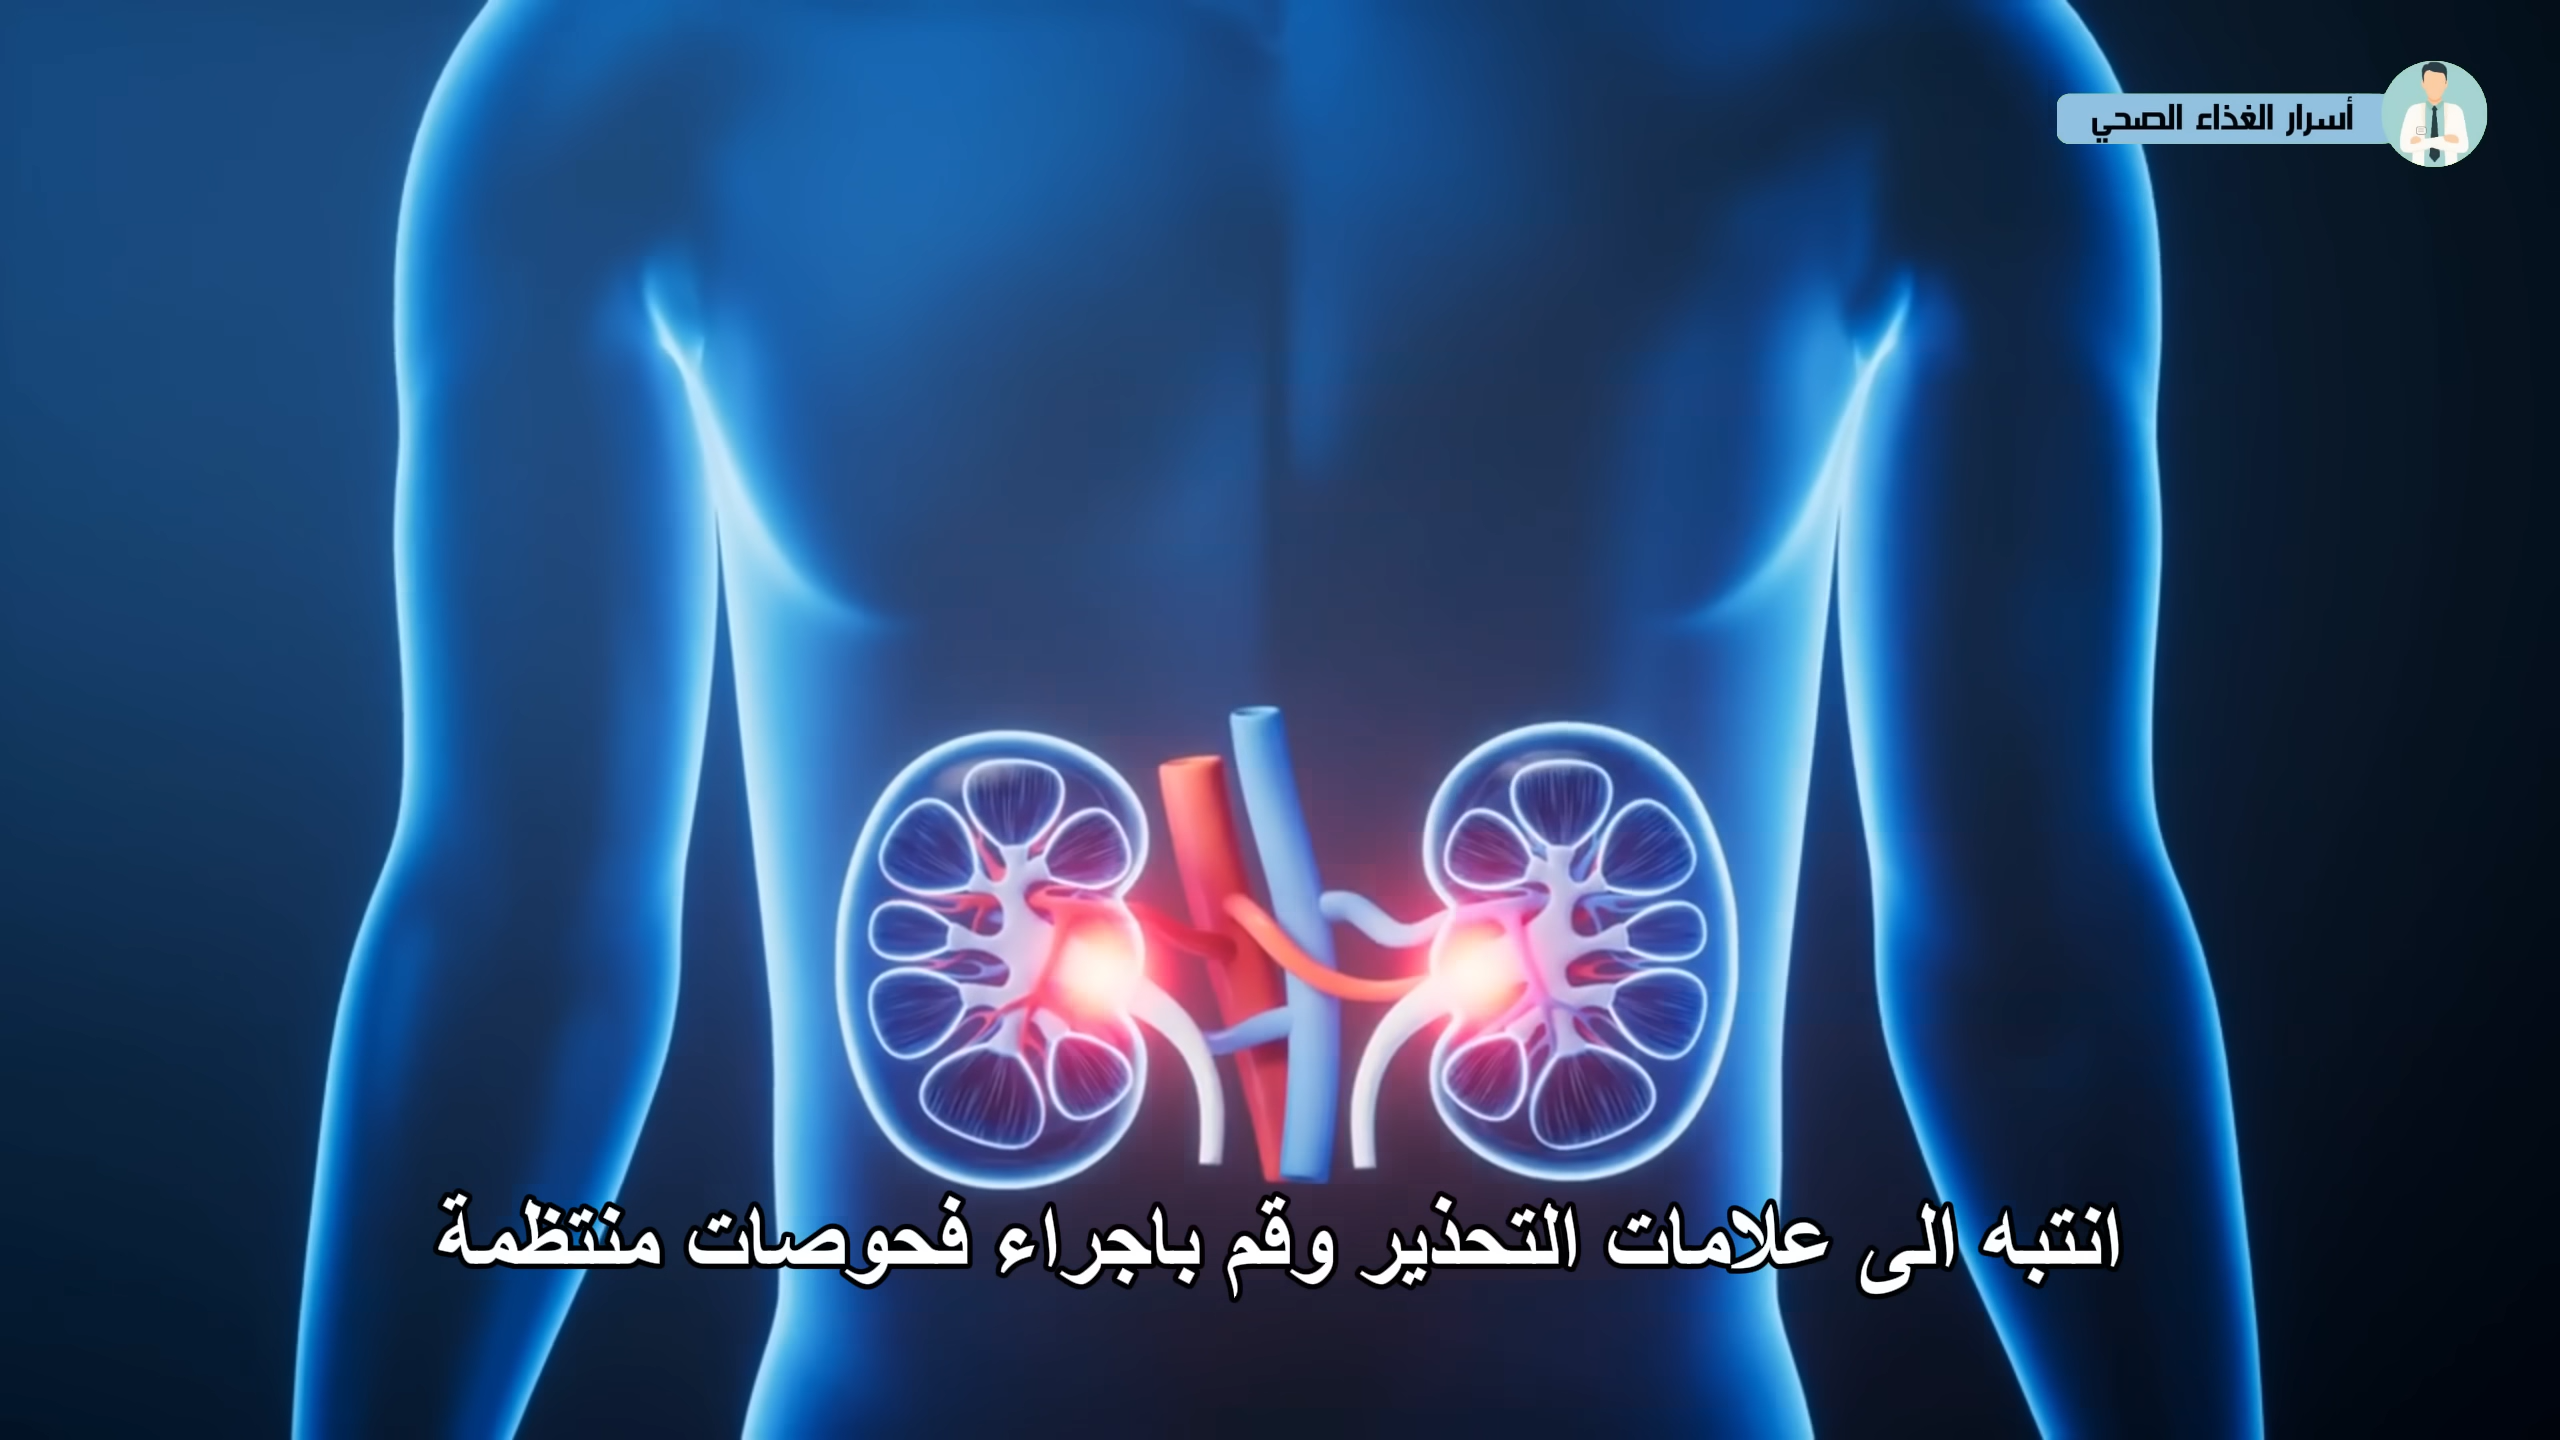 أسرار الغذاء الصحي
انتبه الى علامات التحذير وقم باجراء فحوصات منتظمة